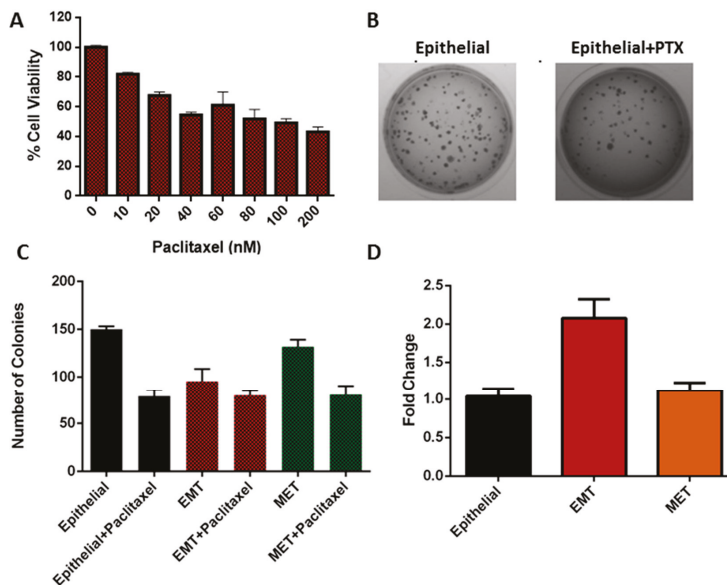 A
% Cell Viability
120
100
80
60
40
20
0
0 10 20 40 60 80 100 200
Paclitaxel (nM)
B
Epithelial Epithelial+PTX
C
Number of Colonies
200
150
100
50
0
Epithelial
Epithelial+Paclitaxel
EMT
EMT+Paclitaxel
MET
MET+Paclitaxel
D
Fold Change
2.5
2.0
1.5
1.0
0.5
0.0
Epithelial
EMT
MET